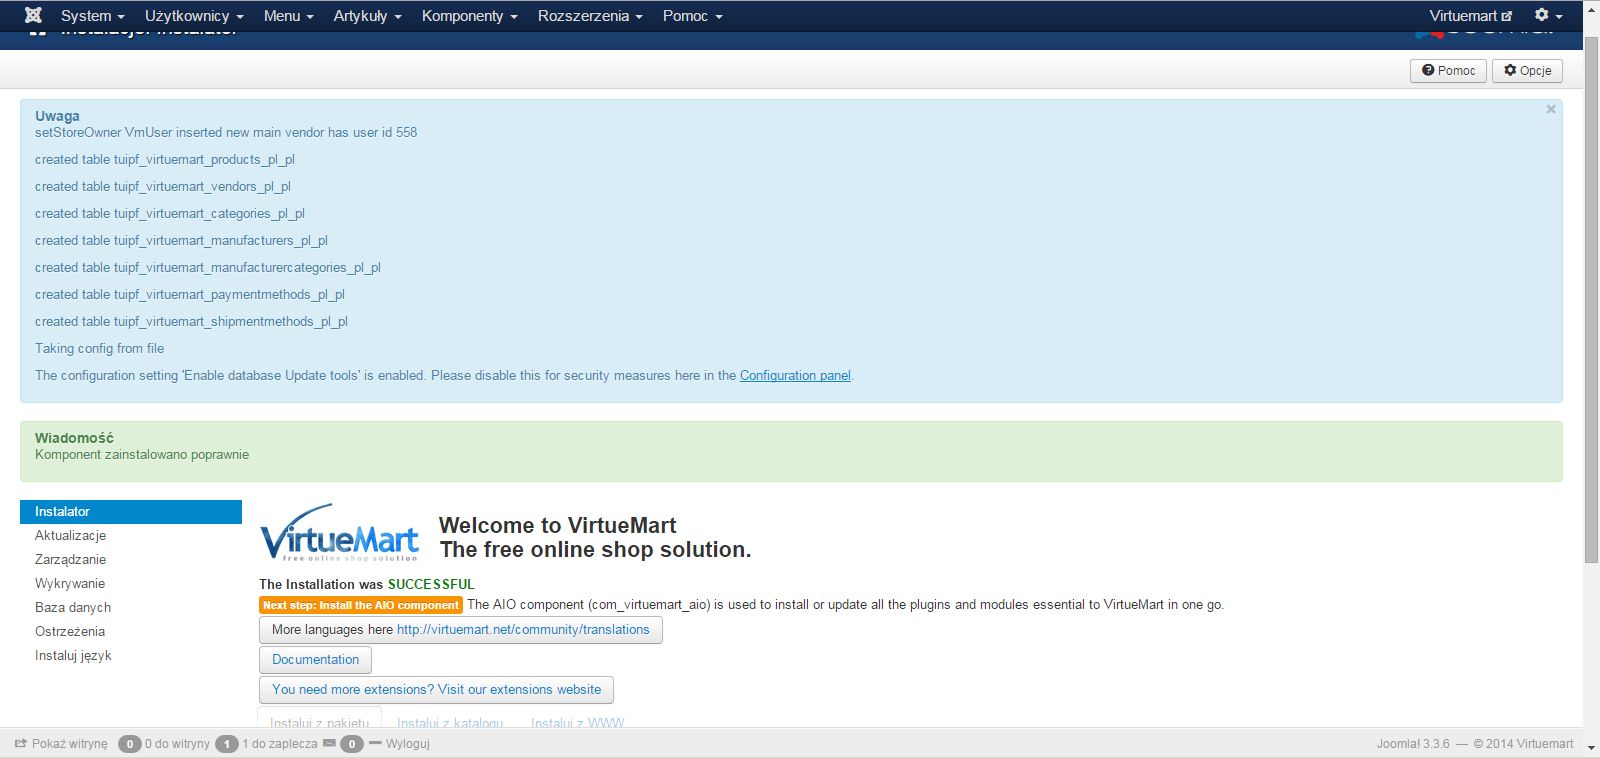 System Użytkownicy Menu Artykuły Komponenty Rozszerzenia Pomoc Virtuemart
Instalacje: Instalator
Pomoc Opcje
Uwaga
setStoreOwner VmUser inserted new main vendor has user id 558
created table tuipf_virtuemart_products_pl_pl
created table tuipf_virtuemart_vendors_pl_pl
created table tuipf_virtuemart_categories_pl_pl
created table tuipf_virtuemart_manufacturers_pl_pl
created table tuipf_virtuemart_manufacturercategories_pl_pl
created table tuipf_virtuemart_paymentmethods_pl_pl
created table tuipf_virtuemart_shipmentmethods_pl_pl
Taking config from file
The configuration setting 'Enable database Update tools' is enabled. Please disable this for security measures here in the Configuration panel.
Wiadomość
Komponent zainstalowano poprawnie
Instalator
Aktualizacje
Zarządzanie
Wykrywanie
Baza danych
Ostrzeżenia
Instaluj język
VirtueMart
free online shop solution
Welcome to VirtueMart
The free online shop solution.
The Installation was SUCCESSFUL
Next step: Install the AIO component The AIO component (com_virtuemart_aio) is used to install or update all the plugins and modules essential to VirtueMart in one go.
More languages here http://virtuemart.net/community/translations
Documentation
You need more extensions? Visit our extensions website
Instaluj z pakietu Instaluj z katalogu Instaluj z WWW
Pokaż witrynę 0 0 do witryny 1 1 do zaplecza 0 Wyloguj
Joomla! 3.3.6 — © 2014 Virtuemart